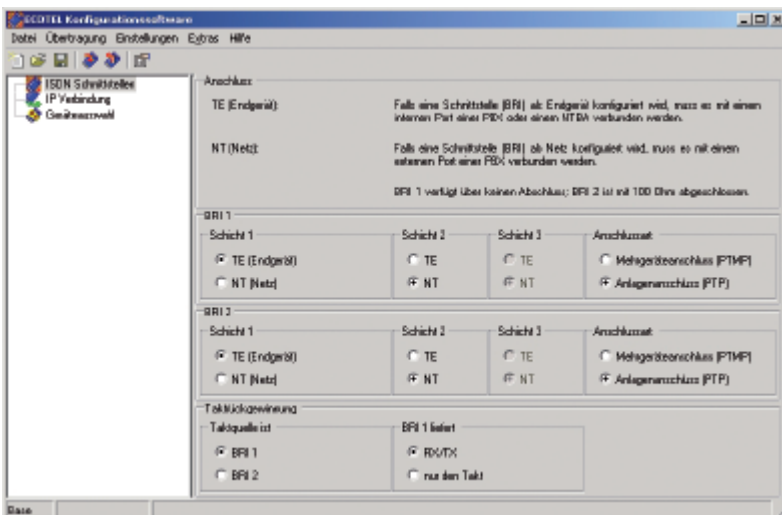 ECOTEL Konfigurationssoftware
Datei Übertragung Einstellungen Extras Hilfe
ISDN Schnittstellen
IP Verbindung
Geräteauswahl
Anschluss
TE (Endgerät):
Falls eine Schnittstelle (BRI) als Endgerät konfiguriert wird, muss es mit einem
internen Port einer PBX oder einem NTBA verbunden werden.
NT (Netz):
Falls eine Schnittstelle (BRI) als Netz konfiguriert wird, muss es mit einem
externen Port einer PBX verbunden werden.
BRI 1 verfügt über keinen Abschluss; BRI 2 ist mit 100 Ohm abgeschlossen.
BRI 1
Schicht 1 Schicht 2 Schicht 3 Anschlussart
TE (Endgerät) TE TE Mehrgeräteanschluss (PTMP)
NT (Netz) NT NT Anlagenanschluss (PTP)
BRI 2
Schicht 1 Schicht 2 Schicht 3 Anschlussart
TE (Endgerät) TE TE Mehrgeräteanschluss (PTMP)
NT (Netz) NT NT Anlagenanschluss (PTP)
Taktrückgewinnung
Taktquelle ist BRI 1 liefert
BRI 1 RX/TX
BRI 2 nur den Takt
Base